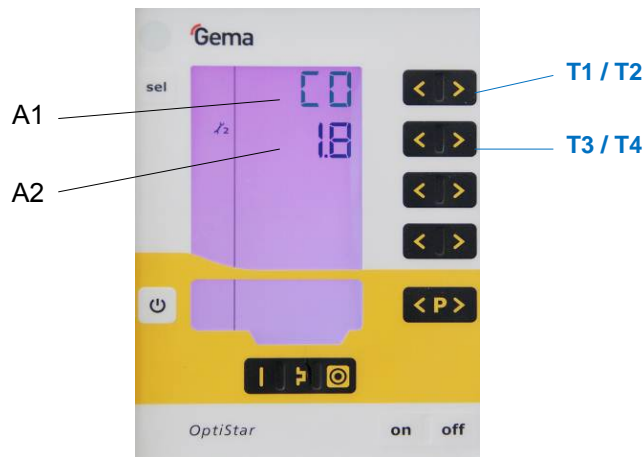 Gema
sel
C0
T1 / T2
A1
1.8
T3 / T4
A2
< P >
OptiStar
on off